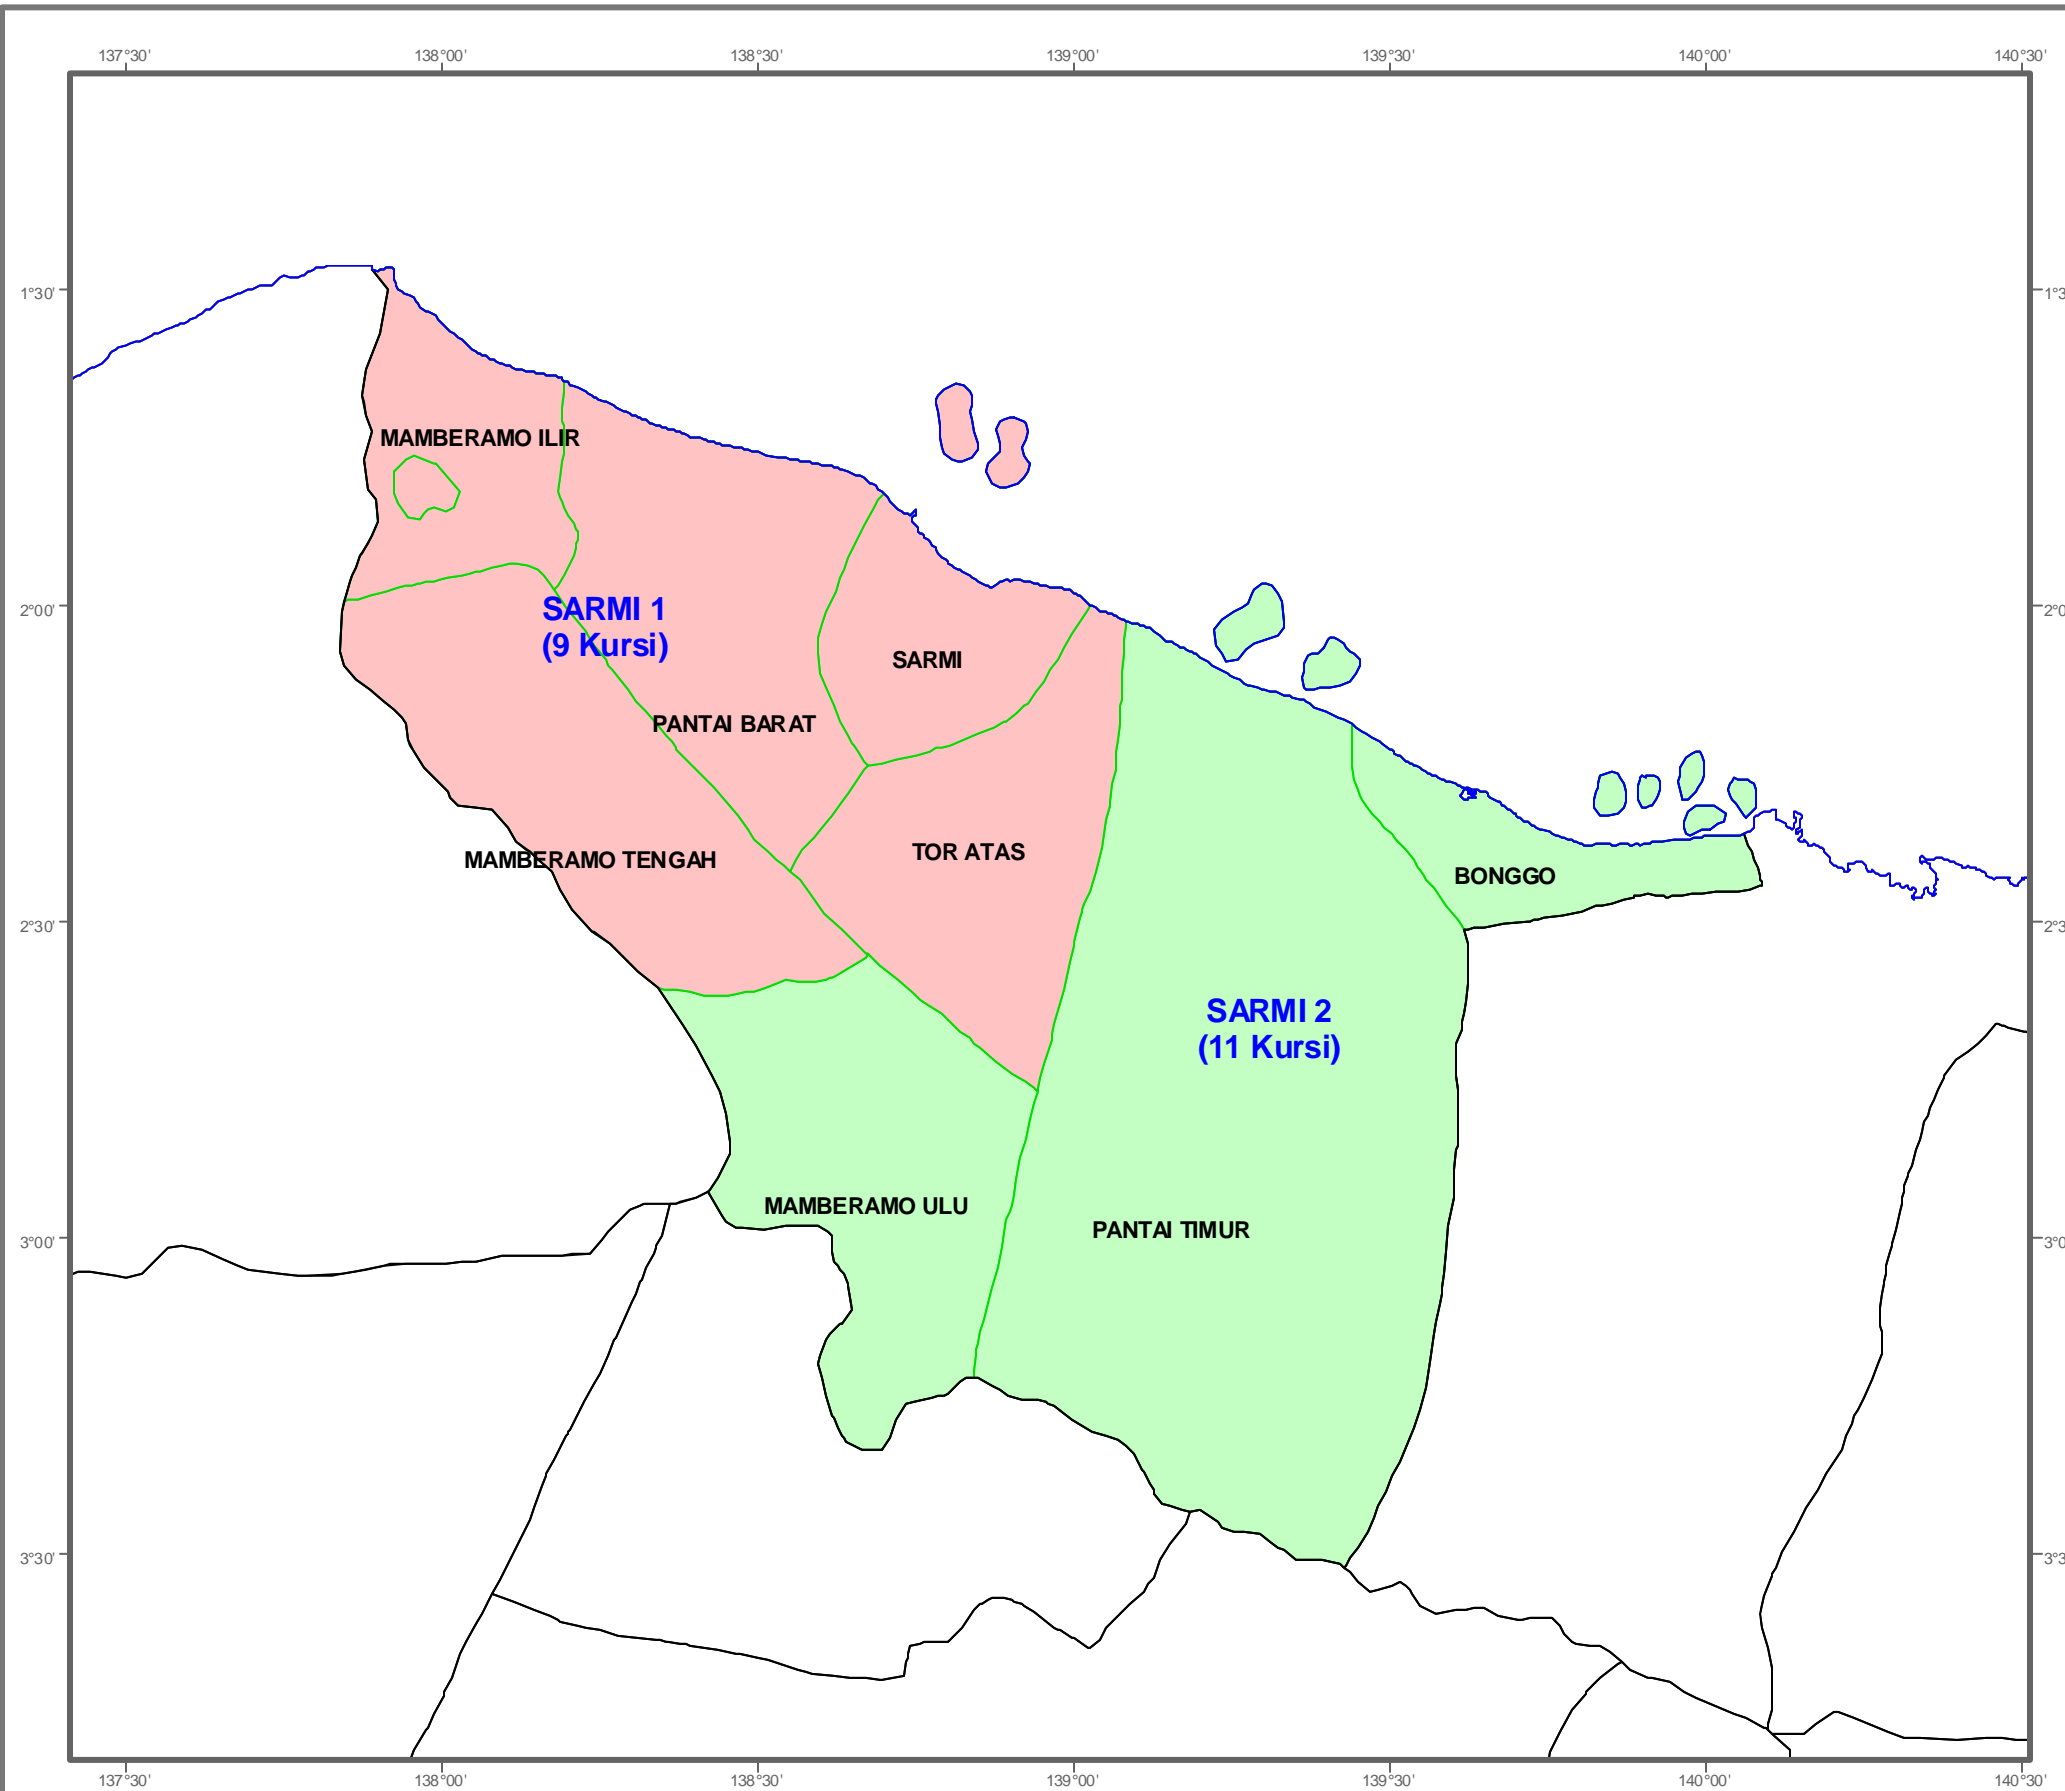 137°30' 138°00' 138°30' 139°00' 139°30' 140°00' 140°30'
1°30'
MAMBERAMO ILIR
2°00'
SARMI 1
(9 Kursi)
SARMI
PANTAI BARAT
MAMBERAMO TENGAH
TOR ATAS
BONGGO
2°30'
SARMI 2
(11 Kursi)
MAMBERAMO ULU
PANTAI TIMUR
3°00'
3°30'
137°30' 138°00' 138°30' 139°00' 139°30' 140°00' 140°30'